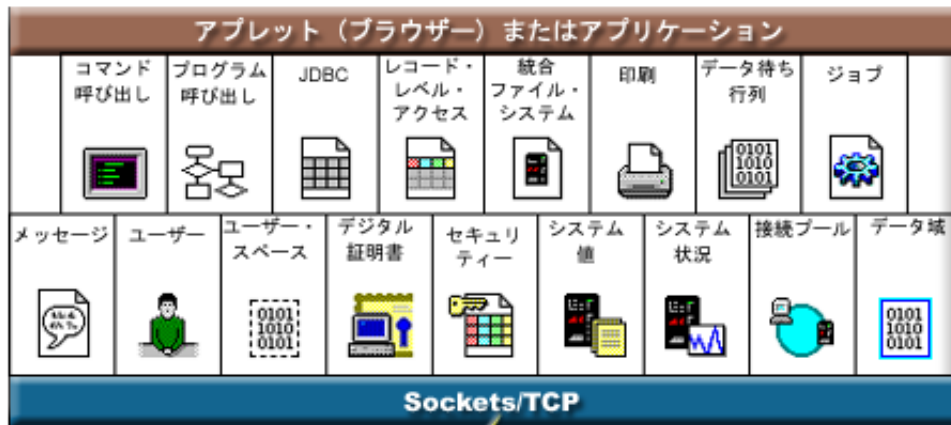 アプレット（ブラウザー）またはアプリケーション
コマンド
呼び出し
プログラム
呼び出し
JDBC
レコード・
レベル・
アクセス
統合
ファイル・
システム
印刷
データ待ち
行列
ジョブ
0101
1010
0101
メッセージ
ユーザー
ユーザー・
スペース
デジタル
証明書
セキュリ
ティー
システム
値
システム
状況
接続プール
データ域
0101
1010
0101
0101
1010
0101
Sockets/TCP